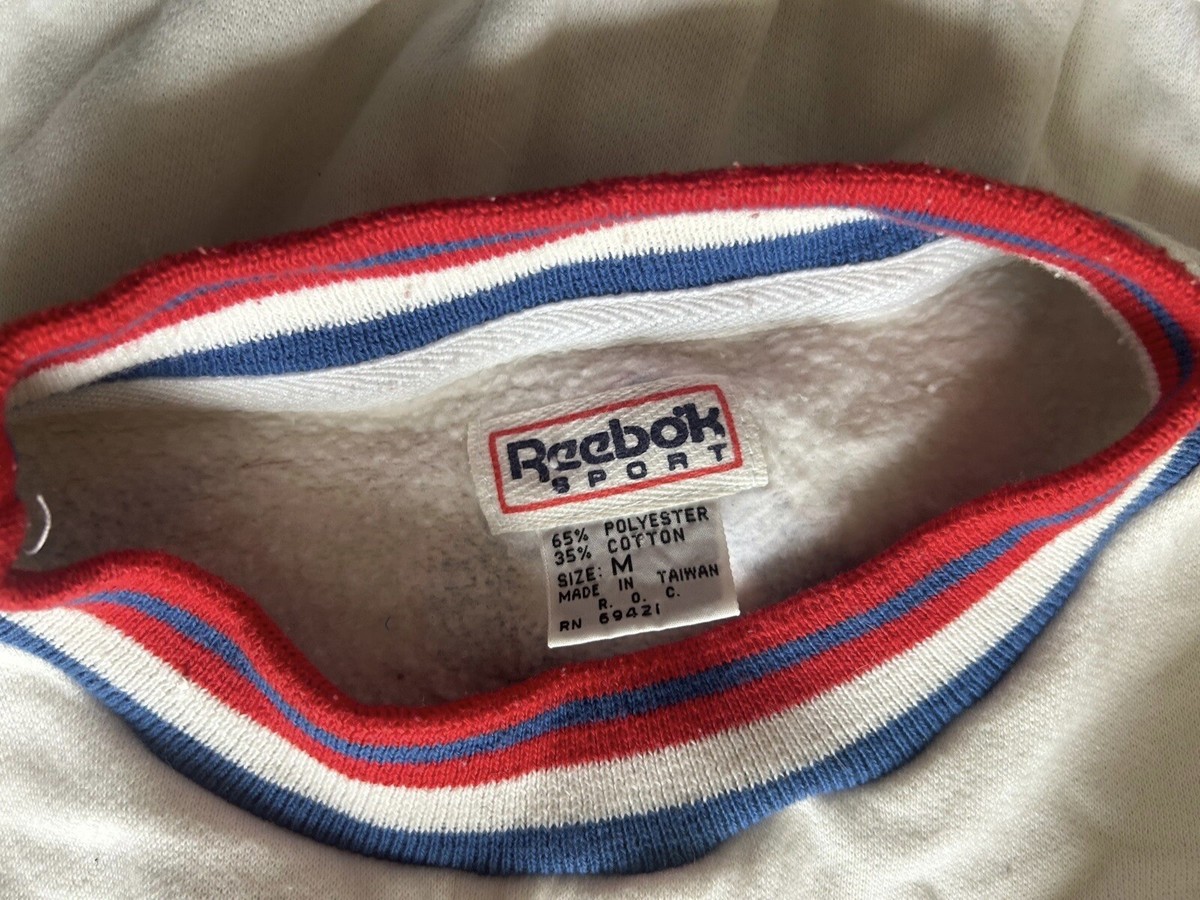 Reebok
SPORT
65% POLYESTER
35% COTTON
SIZE: M
MADE IN TAIWAN
R. O. C.
RN 69421